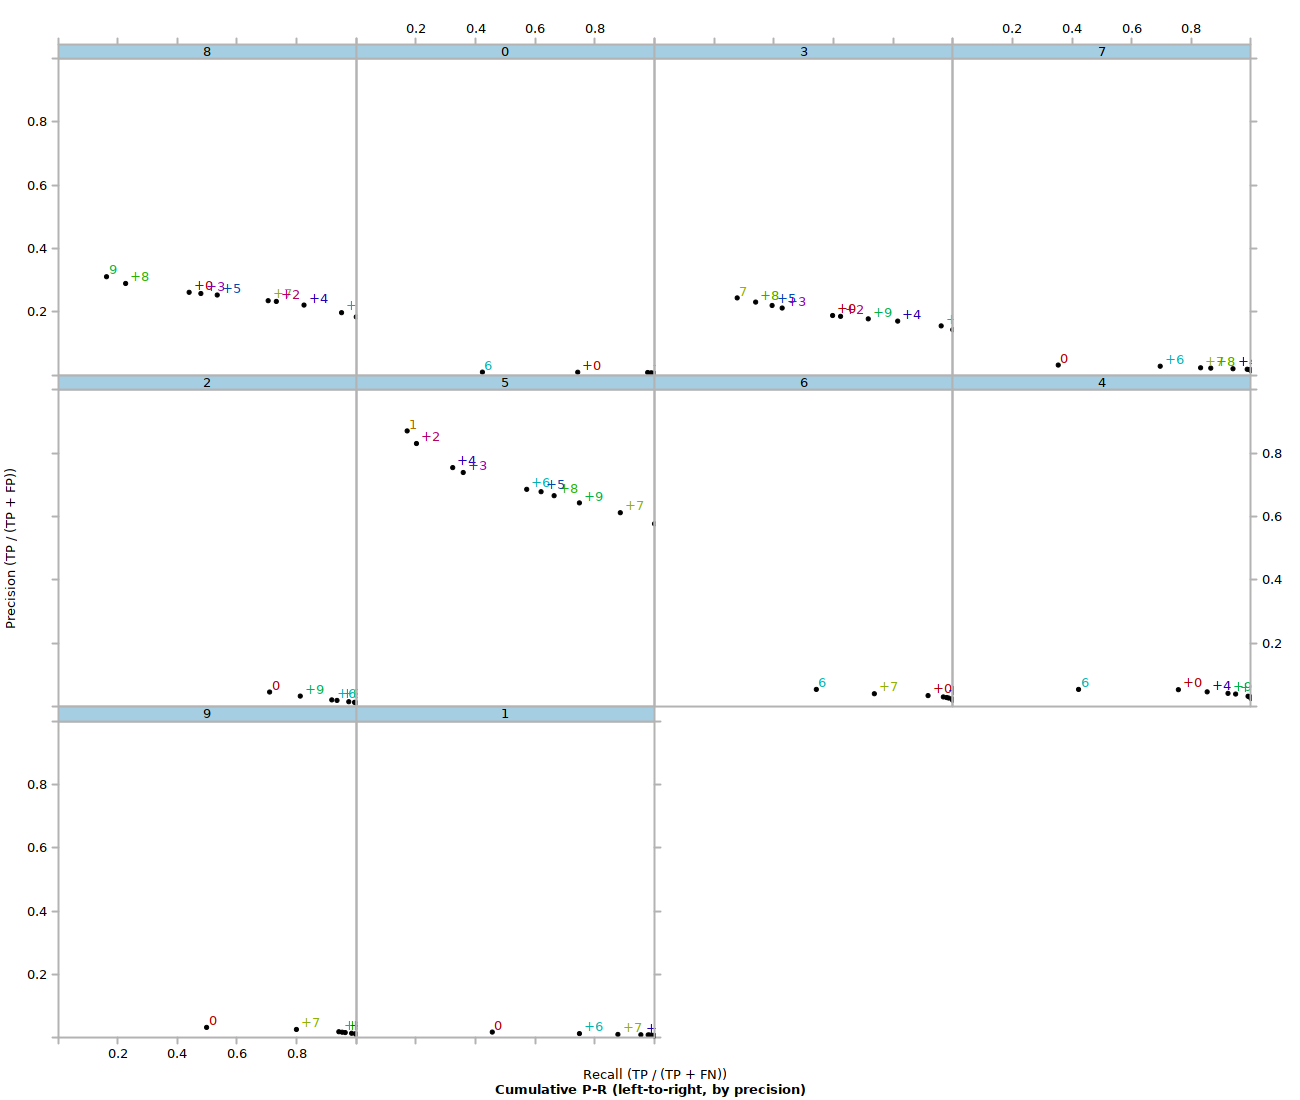 0.2 0.4 0.6 0.8 0.2 0.4 0.6 0.8
8 0 3 7
0.8
0.6
0.4
0.2
9 +8 +0 +3 +5 +2 +4
6 +0
7 +8 +5 +3 +0 +2 +9 +4
0 +6 +7 +8
2 5 6 4
0 +9 +6
1 +2 +4 +3 +6 +5 +8 +9 +7
6 +7 +0
6 +0 +4 +9
0.8
0.6
0.4
0.2
9 1
0.8
0.6
0.4
0.2
0 +7
0 +6 +7
0.2 0.4 0.6 0.8
Precision (TP / (TP + FP))
Recall (TP / (TP + FN))
Cumulative P-R (left-to-right, by precision)